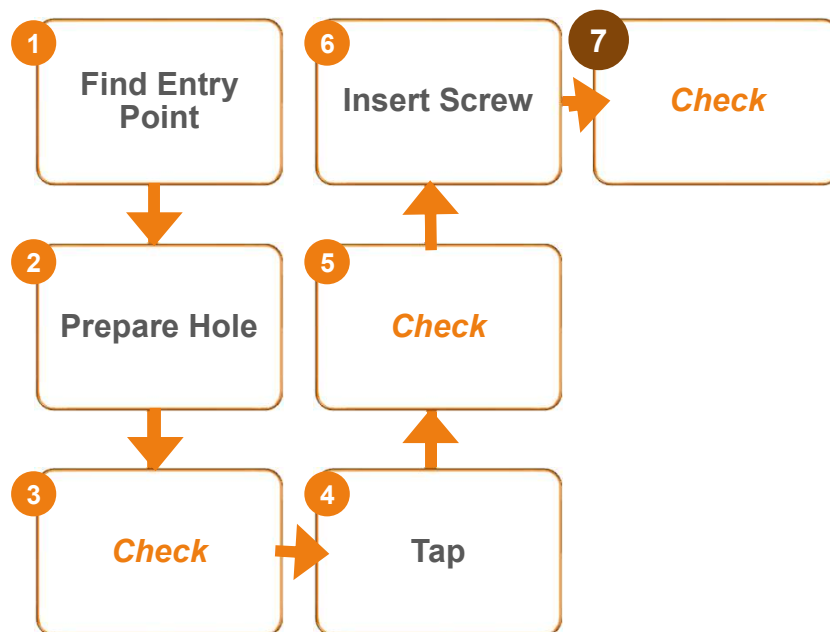 1
Find Entry
Point
2
Prepare Hole
3
Check
4
Tap
5
Check
6
Insert Screw
7
Check